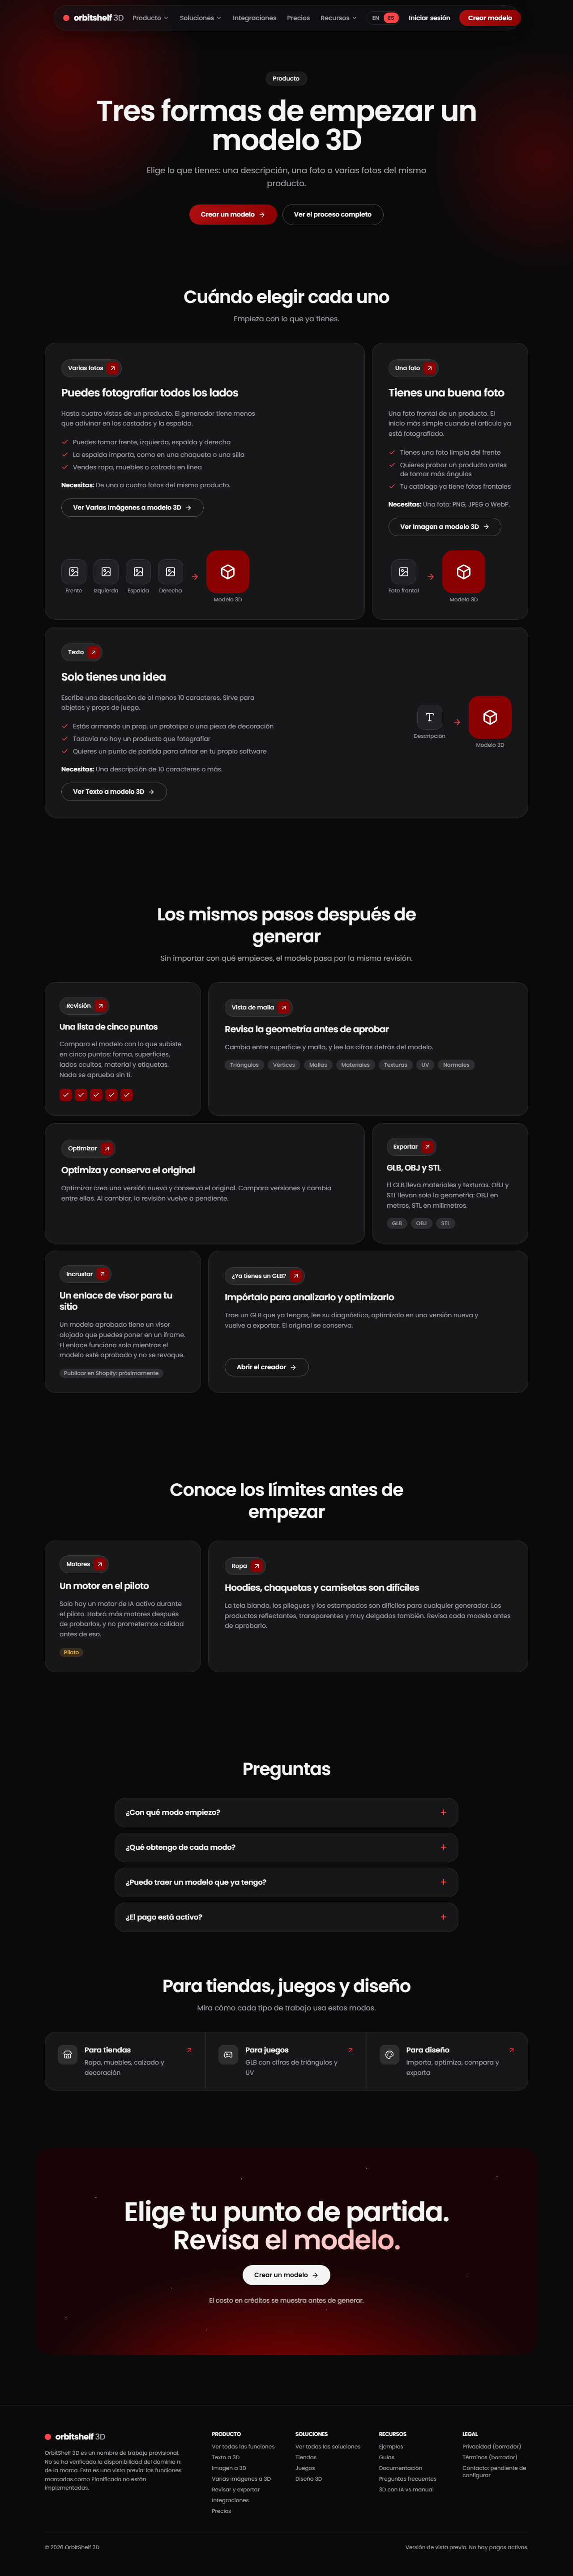 orbitshelf 3D
Producto
Soluciones
Integraciones
Precios
Recursos
EN
ES
Iniciar sesión
Crear modelo
Producto
Tres formas de empezar un
modelo 3D
Elige lo que tienes: una descripción, una foto o varias fotos del mismo
producto.
Crear un modelo
Ver el proceso completo
Cuándo elegir cada uno
Empieza con lo que ya tienes.
Varias fotos
Puedes fotografiar todos los lados
Hasta cuatro vistas de un producto. El generador tiene menos
que adivinar en los costados y la espalda.
Puedes tomar frente, izquierda, espalda y derecha
La espalda importa, como en una chaqueta o una silla
Vendes ropa, muebles o calzado en línea
Necesitas: De una a cuatro fotos del mismo producto.
Ver Varias imágenes a modelo 3D
Frente
Izquierda
Espalda
Derecha
Modelo 3D
Una foto
Tienes una buena foto
Una foto frontal de un producto. El
inicio más simple cuando el artículo ya
está fotografiado.
Tienes una foto limpia del frente
Quieres probar un producto antes
de tomar más ángulos
Tu catálogo ya tiene fotos frontales
Necesitas: Una foto: PNG, JPEG o WebP.
Ver Imagen a modelo 3D
Foto frontal
Modelo 3D
Texto
Solo tienes una idea
Escribe una descripción de al menos 10 caracteres. Sirve para
objetos y props de juego.
Estás armando un prop, un prototipo o una pieza de decoración
Todavía no hay un producto que fotografiar
Quieres un punto de partida para afinar en tu propio software
Necesitas: Una descripción de 10 caracteres o más.
Ver Texto a modelo 3D
Descripción
Modelo 3D
Los mismos pasos después de
generar
Sin importar con qué empieces, el modelo pasa por la misma revisión.
Revisión
Una lista de cinco puntos
Compara el modelo con lo que subiste
en cinco puntos: forma, superficies,
lados ocultos, material y etiquetas.
Nada se aprueba sin ti.
Vista de malla
Revisa la geometría antes de aprobar
Cambia entre superficie y malla, y lee las cifras detrás del modelo.
Triángulos
Vértices
Mallas
Materiales
Texturas
UV
Normales
Optimizar
Optimiza y conserva el original
Optimizar crea una versión nueva y conserva el original. Compara versiones y cambia
entre ellas. Al cambiar, la revisión vuelve a pendiente.
Exportar
GLB, OBJ y STL
El GLB lleva materiales y texturas. OBJ y
STL llevan solo la geometría: OBJ en
metros, STL en milímetros.
GLB
OBJ
STL
Incrustar
Un enlace de visor para tu
sitio
Un modelo aprobado tiene un visor
alojado que puedes poner en un iframe.
El enlace funciona solo mientras el
modelo esté aprobado y no se revoque.
Publicar en Shopify: próximamente
¿Ya tienes un GLB?
Impórtalo para analizarlo y optimizarlo
Trae un GLB que ya tengas, lee su diagnóstico, optimízalo en una versión nueva y
vuelve a exportar. El original se conserva.
Abrir el creador
Conoce los límites antes de
empezar
Motores
Un motor en el piloto
Solo hay un motor de IA activo durante
el piloto. Habrá más motores después
de probarlos, y no prometemos calidad
antes de eso.
Piloto
Ropa
Hoodies, chaquetas y camisetas son difíciles
La tela blanda, los pliegues y los estampados son difíciles para cualquier generador. Los
productos reflectantes, transparentes y muy delgados también. Revisa cada modelo antes
de aprobarlo.
Preguntas
¿Con qué modo empiezo?
¿Qué obtengo de cada modo?
¿Puedo traer un modelo que ya tengo?
¿El pago está activo?
Para tiendas, juegos y diseño
Mira cómo cada tipo de trabajo usa estos modos.
Para tiendas
Ropa, muebles, calzado y
decoración
Para juegos
GLB con cifras de triángulos y
UV
Para diseño
Importa, optimiza, compara y
exporta
Elige tu punto de partida.
Revisa el modelo.
Crear un modelo
El costo en créditos se muestra antes de generar.
orbitshelf 3D
OrbitShelf 3D es un nombre de trabajo provisional.
No se ha verificado la disponibilidad del dominio ni
de la marca. Esta es una vista previa: las funciones
marcadas como Planificado no están
implementadas.
PRODUCTO
Ver todas las funciones
Texto a 3D
Imagen a 3D
Varias imágenes a 3D
Revisar y exportar
Integraciones
Precios
SOLUCIONES
Ver todas las soluciones
Tiendas
Juegos
Diseño 3D
RECURSOS
Ejemplos
Guías
Documentación
Preguntas frecuentes
3D con IA vs manual
LEGAL
Privacidad (borrador)
Términos (borrador)
Contacto: pendiente de
configurar
© 2026 OrbitShelf 3D
Versión de vista previa. No hay pagos activos.